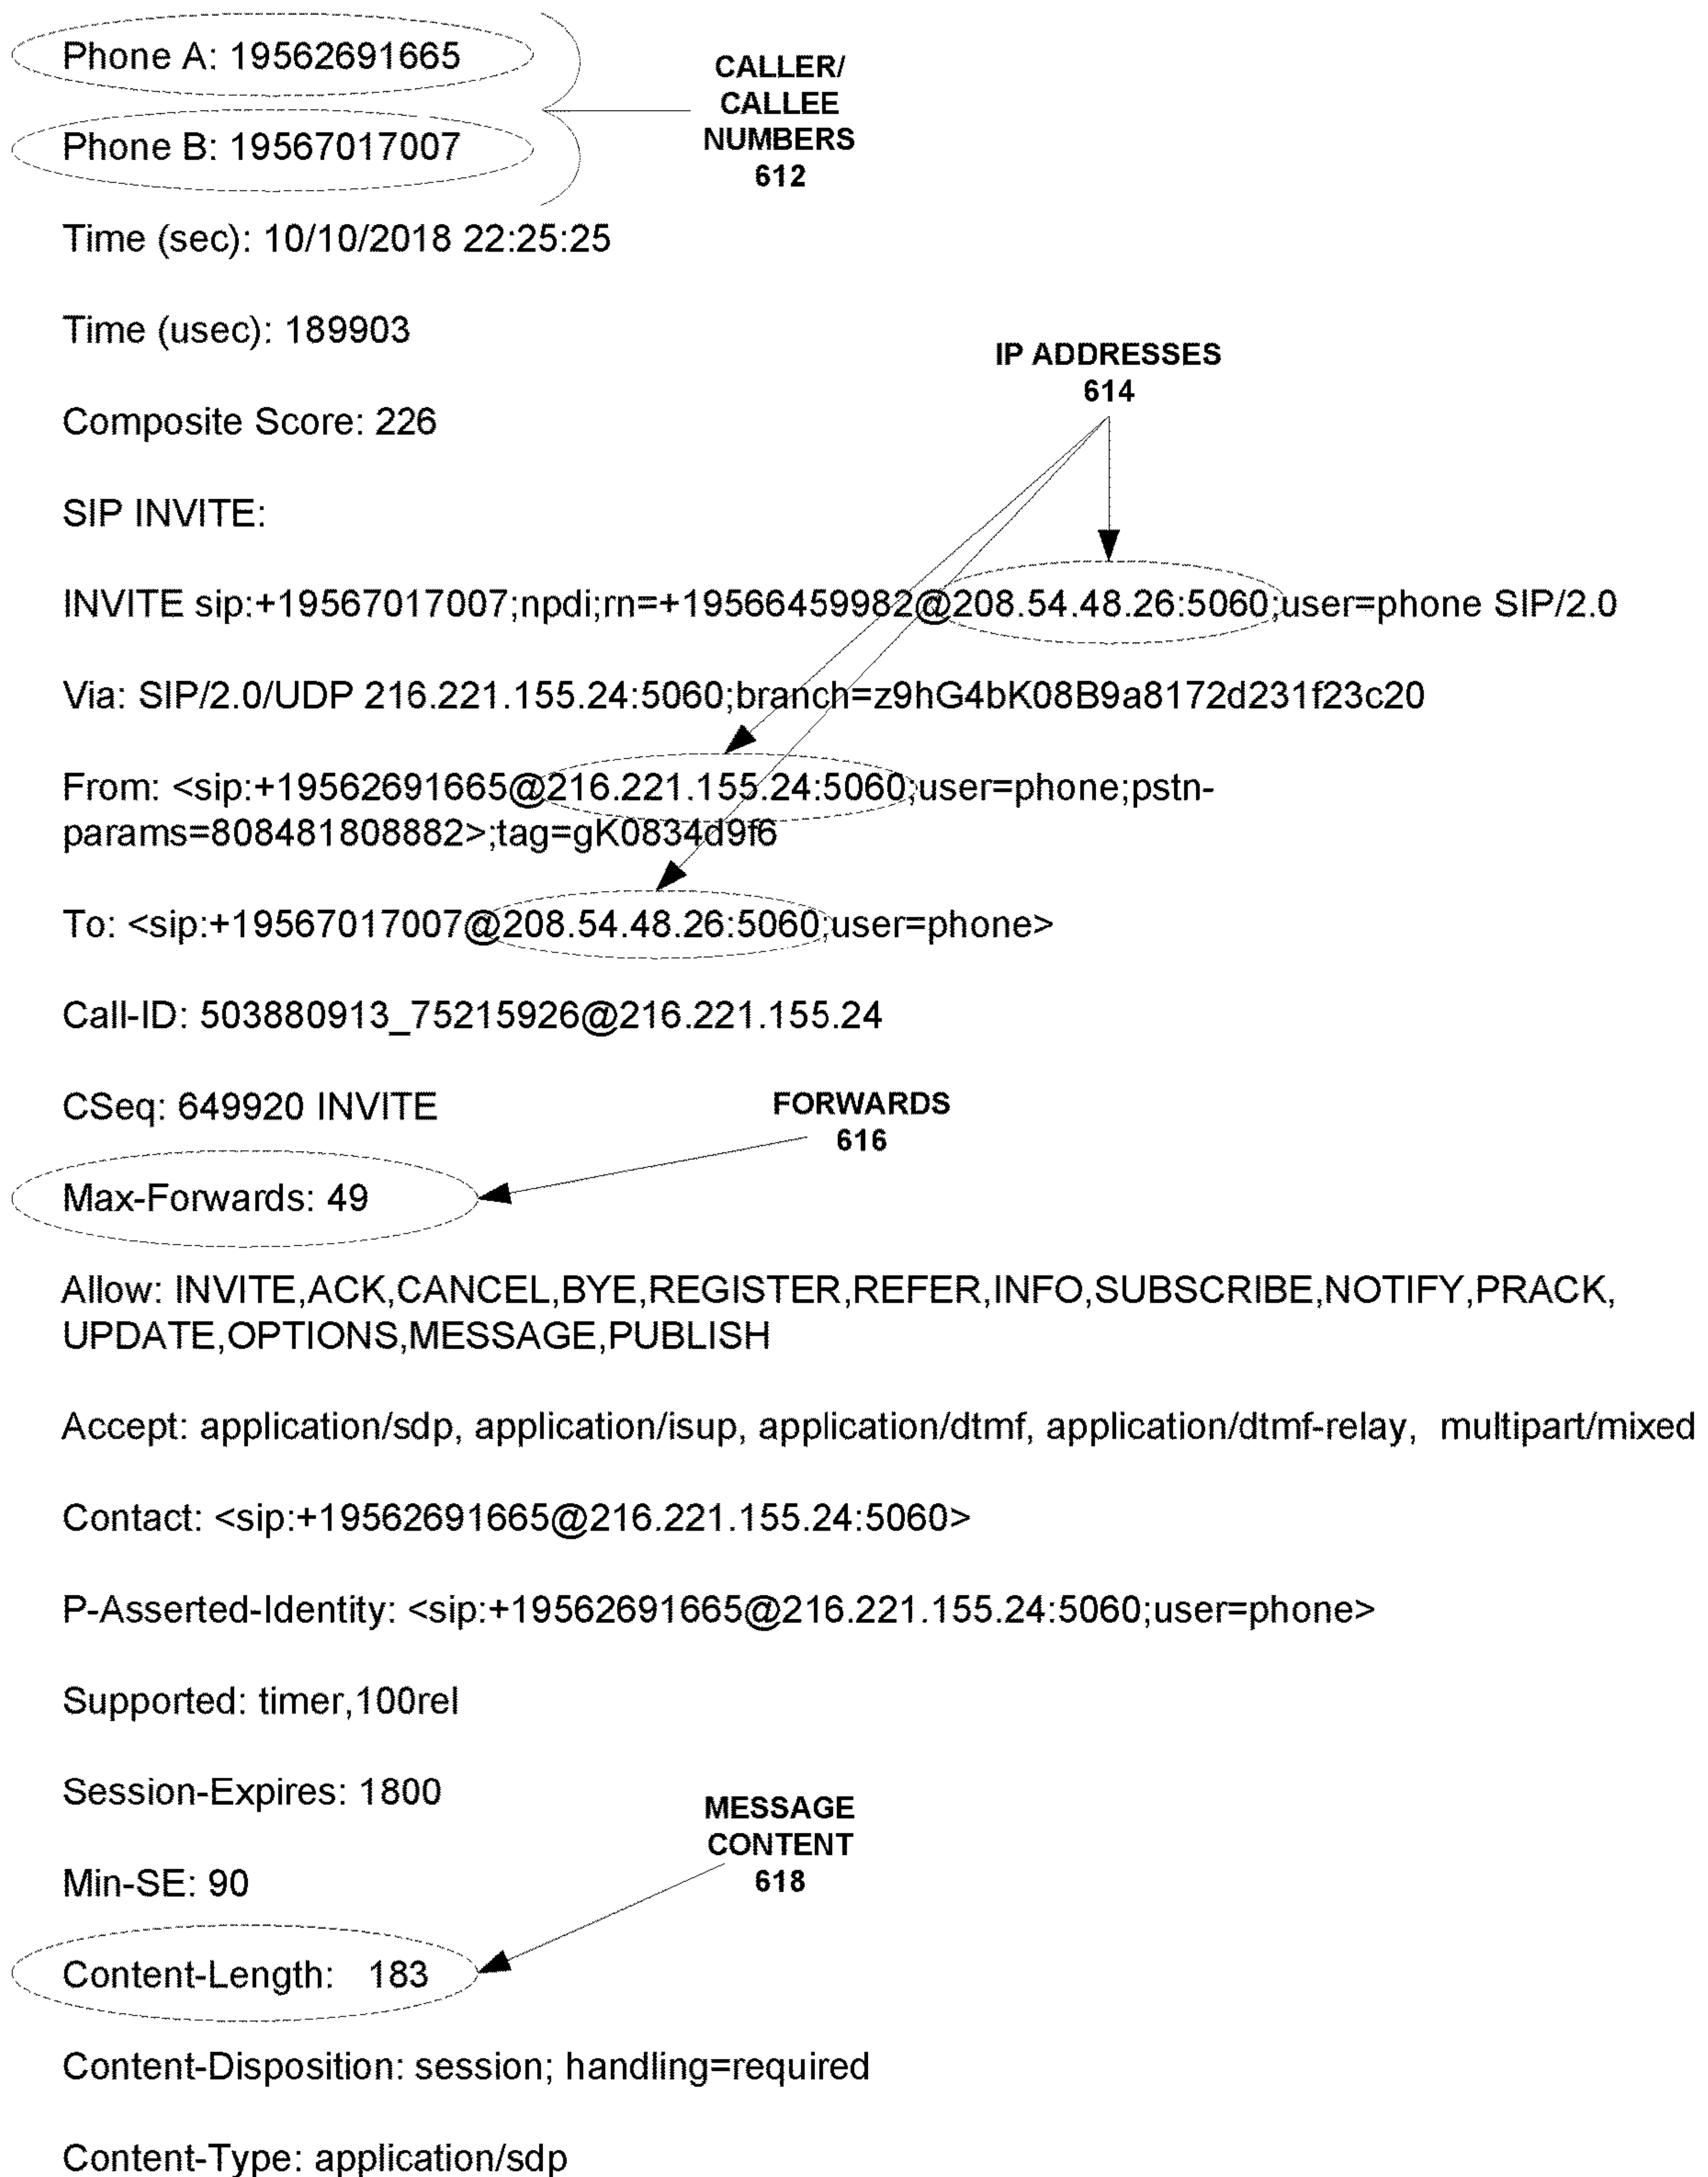 Phone A: 19562691665
CALLER/
CALLEE
NUMBERS
612
Phone B: 19567017007
Time (sec): 10/10/2018 22:25:25
Time (usec): 189903
IP ADDRESSES
614
Composite Score: 226
SIP INVITE:
INVITE sip:+19567017007;npdi;rn=+19566459982@208.54.48.26:5060;user=phone SIP/2.0
Via: SIP/2.0/UDP 216.221.155.24:5060;branch=z9hG4bK08B9a8172d231f23c20
From: <sip:+19562691665@216.221.155.24:5060;user=phone;pstn-
params=808481808882>;tag=gK0834d9f6
To: <sip:+19567017007@208.54.48.26:5060;user=phone>
Call-ID: 503880913_75215926@216.221.155.24
CSeq: 649920 INVITE
FORWARDS
616
Max-Forwards: 49
Allow: INVITE,ACK,CANCEL,BYE,REGISTER,REFER,INFO,SUBSCRIBE,NOTIFY,PRACK,
UPDATE,OPTIONS,MESSAGE,PUBLISH
Accept: application/sdp, application/isup, application/dtmf, application/dtmf-relay,  multipart/mixed
Contact: <sip:+19562691665@216.221.155.24:5060>
P-Asserted-Identity: <sip:+19562691665@216.221.155.24:5060;user=phone>
Supported: timer,100rel
Session-Expires: 1800
MESSAGE
CONTENT
618
Min-SE: 90
Content-Length:   183
Content-Disposition: session; handling=required
Content-Type: application/sdp